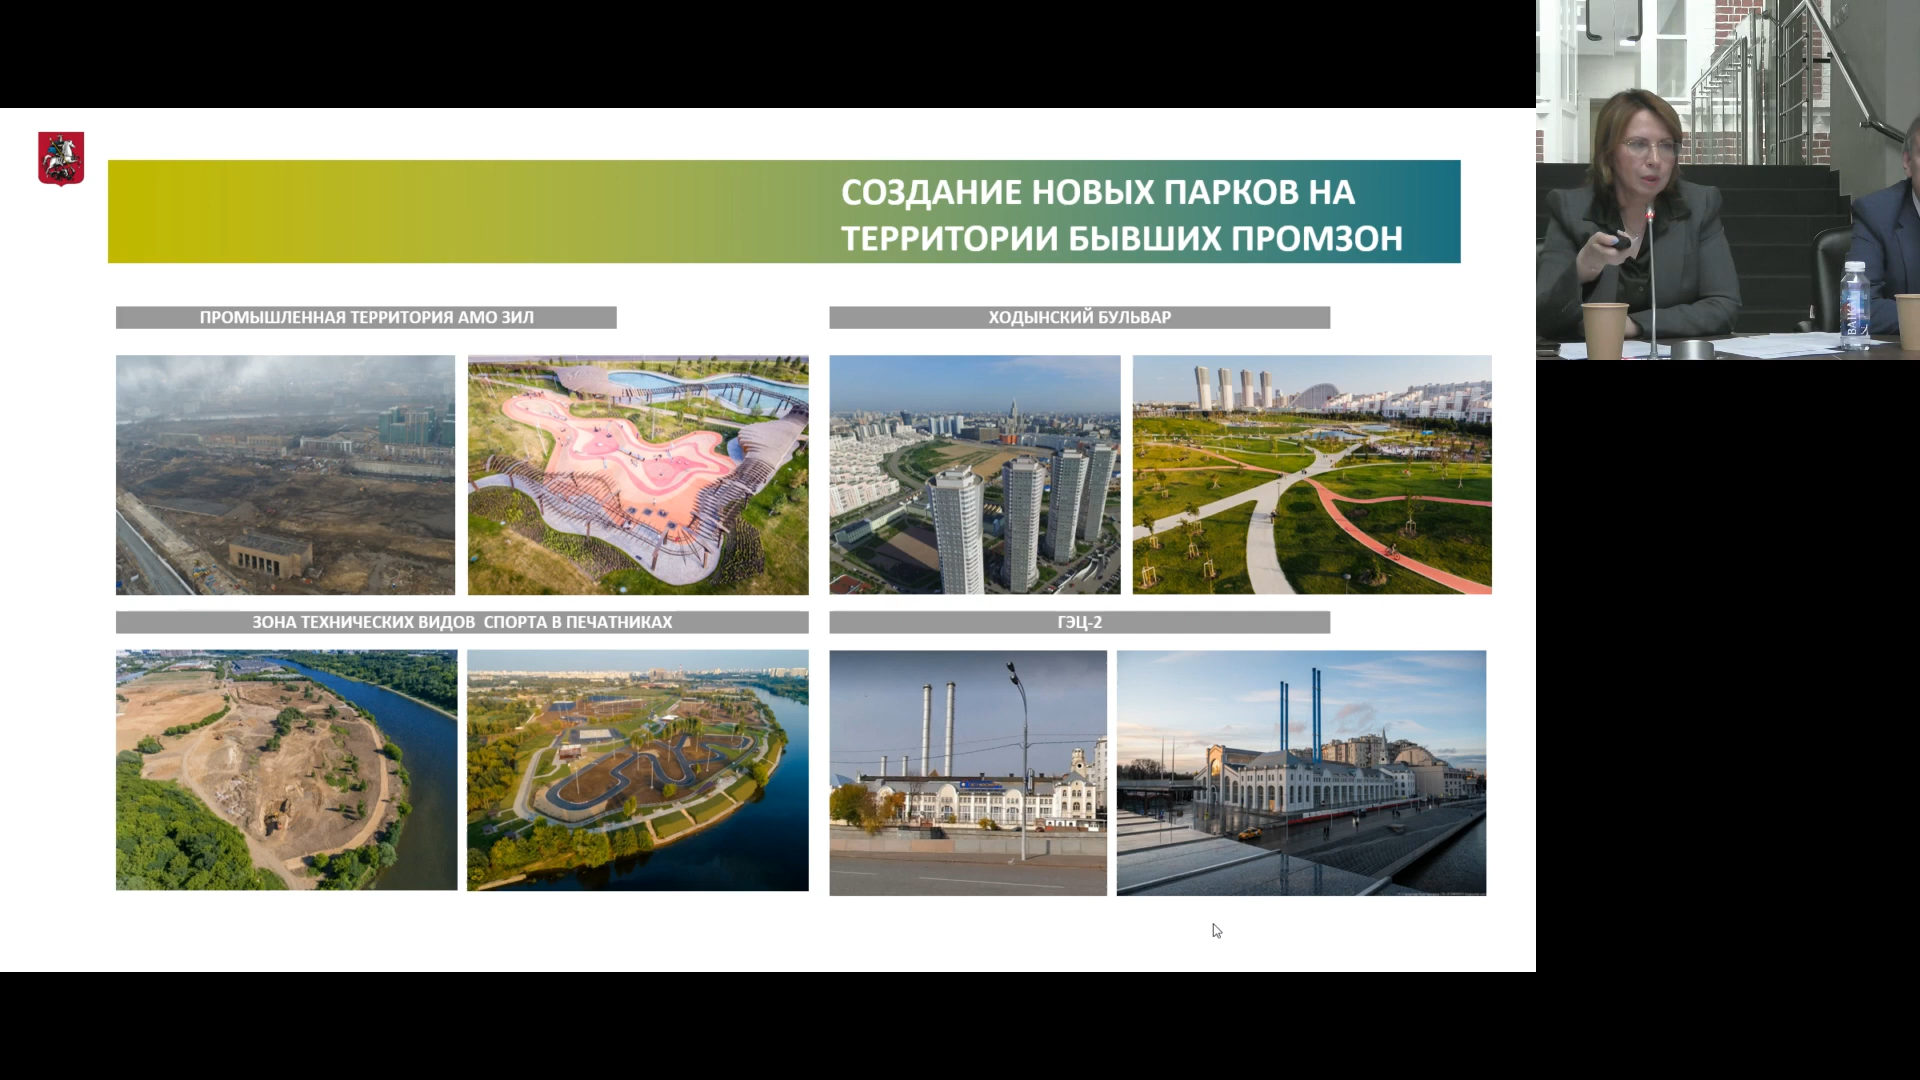 СОЗДАНИЕ НОВЫХ ПАРКОВ НА
ТЕРРИТОРИИ БЫВШИХ ПРОМЗОН
ПРОМЫШЛЕННАЯ ТЕРРИТОРИЯ АМО ЗИЛ
ХОДЫНСКИЙ БУЛЬВАР
ЗОНА ТЕХНИЧЕСКИХ ВИДОВ СПОРТА В ПЕЧАТНИКАХ
ГЭЦ-2
BAIKAL